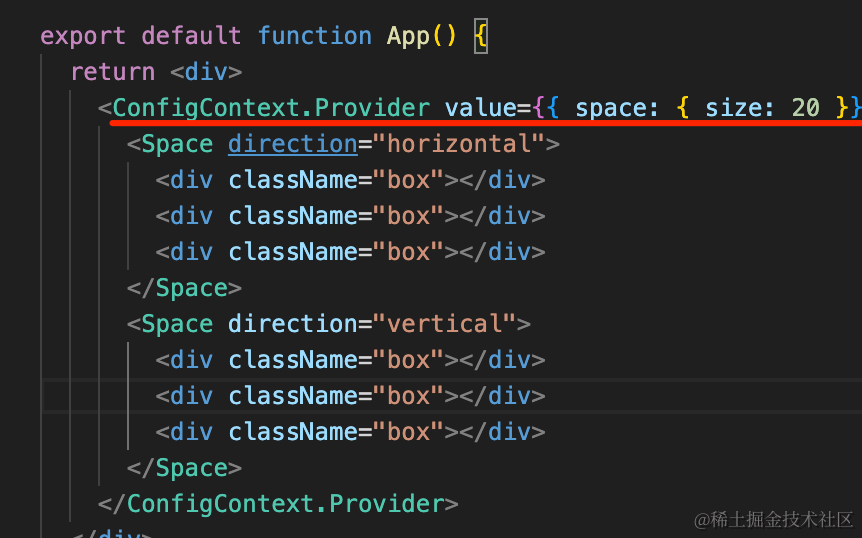 export default function App() {
return <div>
<ConfigContext.Provider value={{ space: { size: 20 }}
<Space direction="horizontal">
<div className="box"></div>
<div className="box"></div>
<div className="box"></div>
</Space>
<Space direction="vertical">
<div className="box"></div>
<div className="box"></div>
<div className="box"></div>
</Space>
</ConfigContext.Provider>
</div>
@稀土掘金技术社区